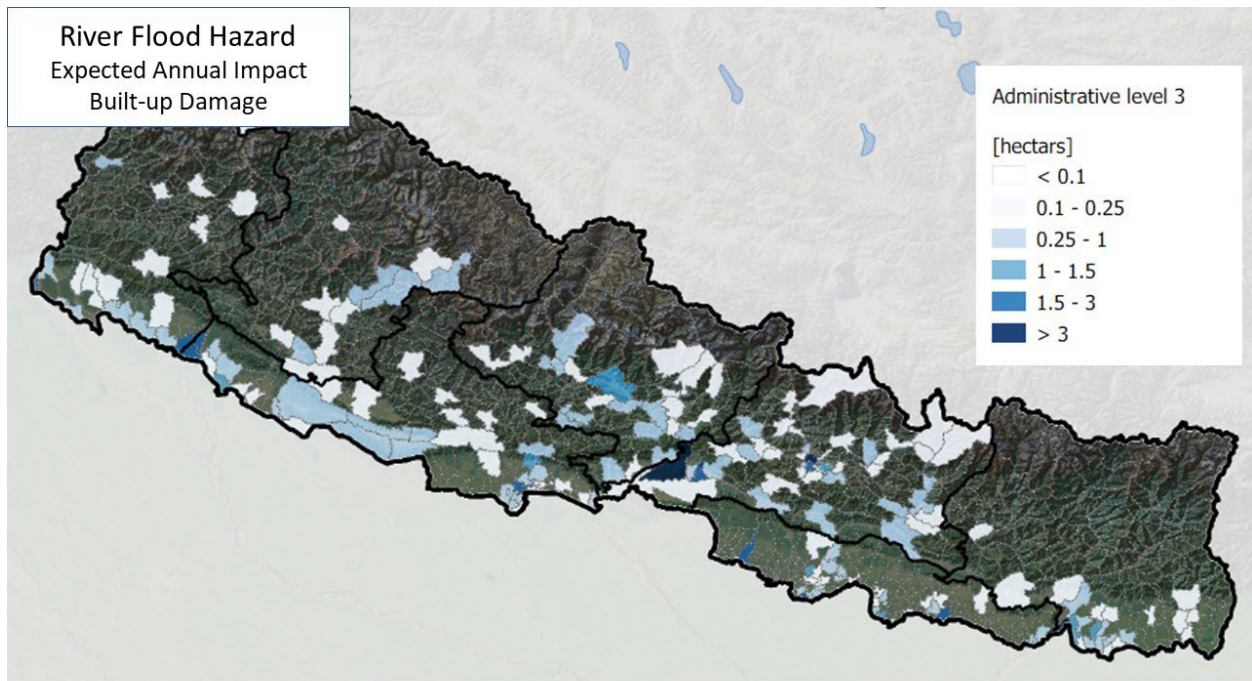 River Flood Hazard
Expected Annual Impact
Built-up Damage
Administrative level 3
[hectars]
< 0.1
0.1 - 0.25
0.25 - 1
1 - 1.5
1.5 - 3
> 3